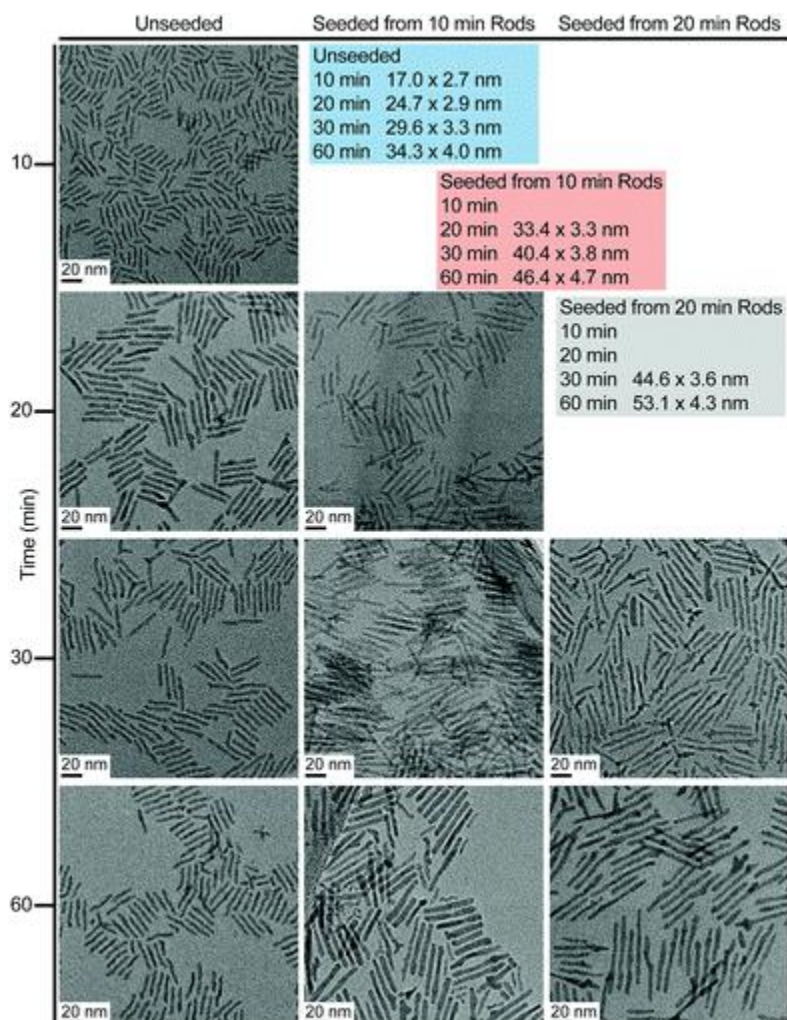 Unseeded
Seeded from 10 min Rods
Seeded from 20 min Rods
Unseeded
10 min 17.0 x 2.7 nm
20 min 24.7 x 2.9 nm
30 min 29.6 x 3.3 nm
60 min 34.3 x 4.0 nm
Seeded from 10 min Rods
10 min
20 min 33.4 x 3.3 nm
30 min 40.4 x 3.8 nm
60 min 46.4 x 4.7 nm
Seeded from 20 min Rods
10 min
20 min
30 min 44.6 x 3.6 nm
60 min 53.1 x 4.3 nm
Time (min)
10
20 nm
20
20 nm
20 nm
30
20 nm
20 nm
20 nm
60
20 nm
20 nm
20 nm